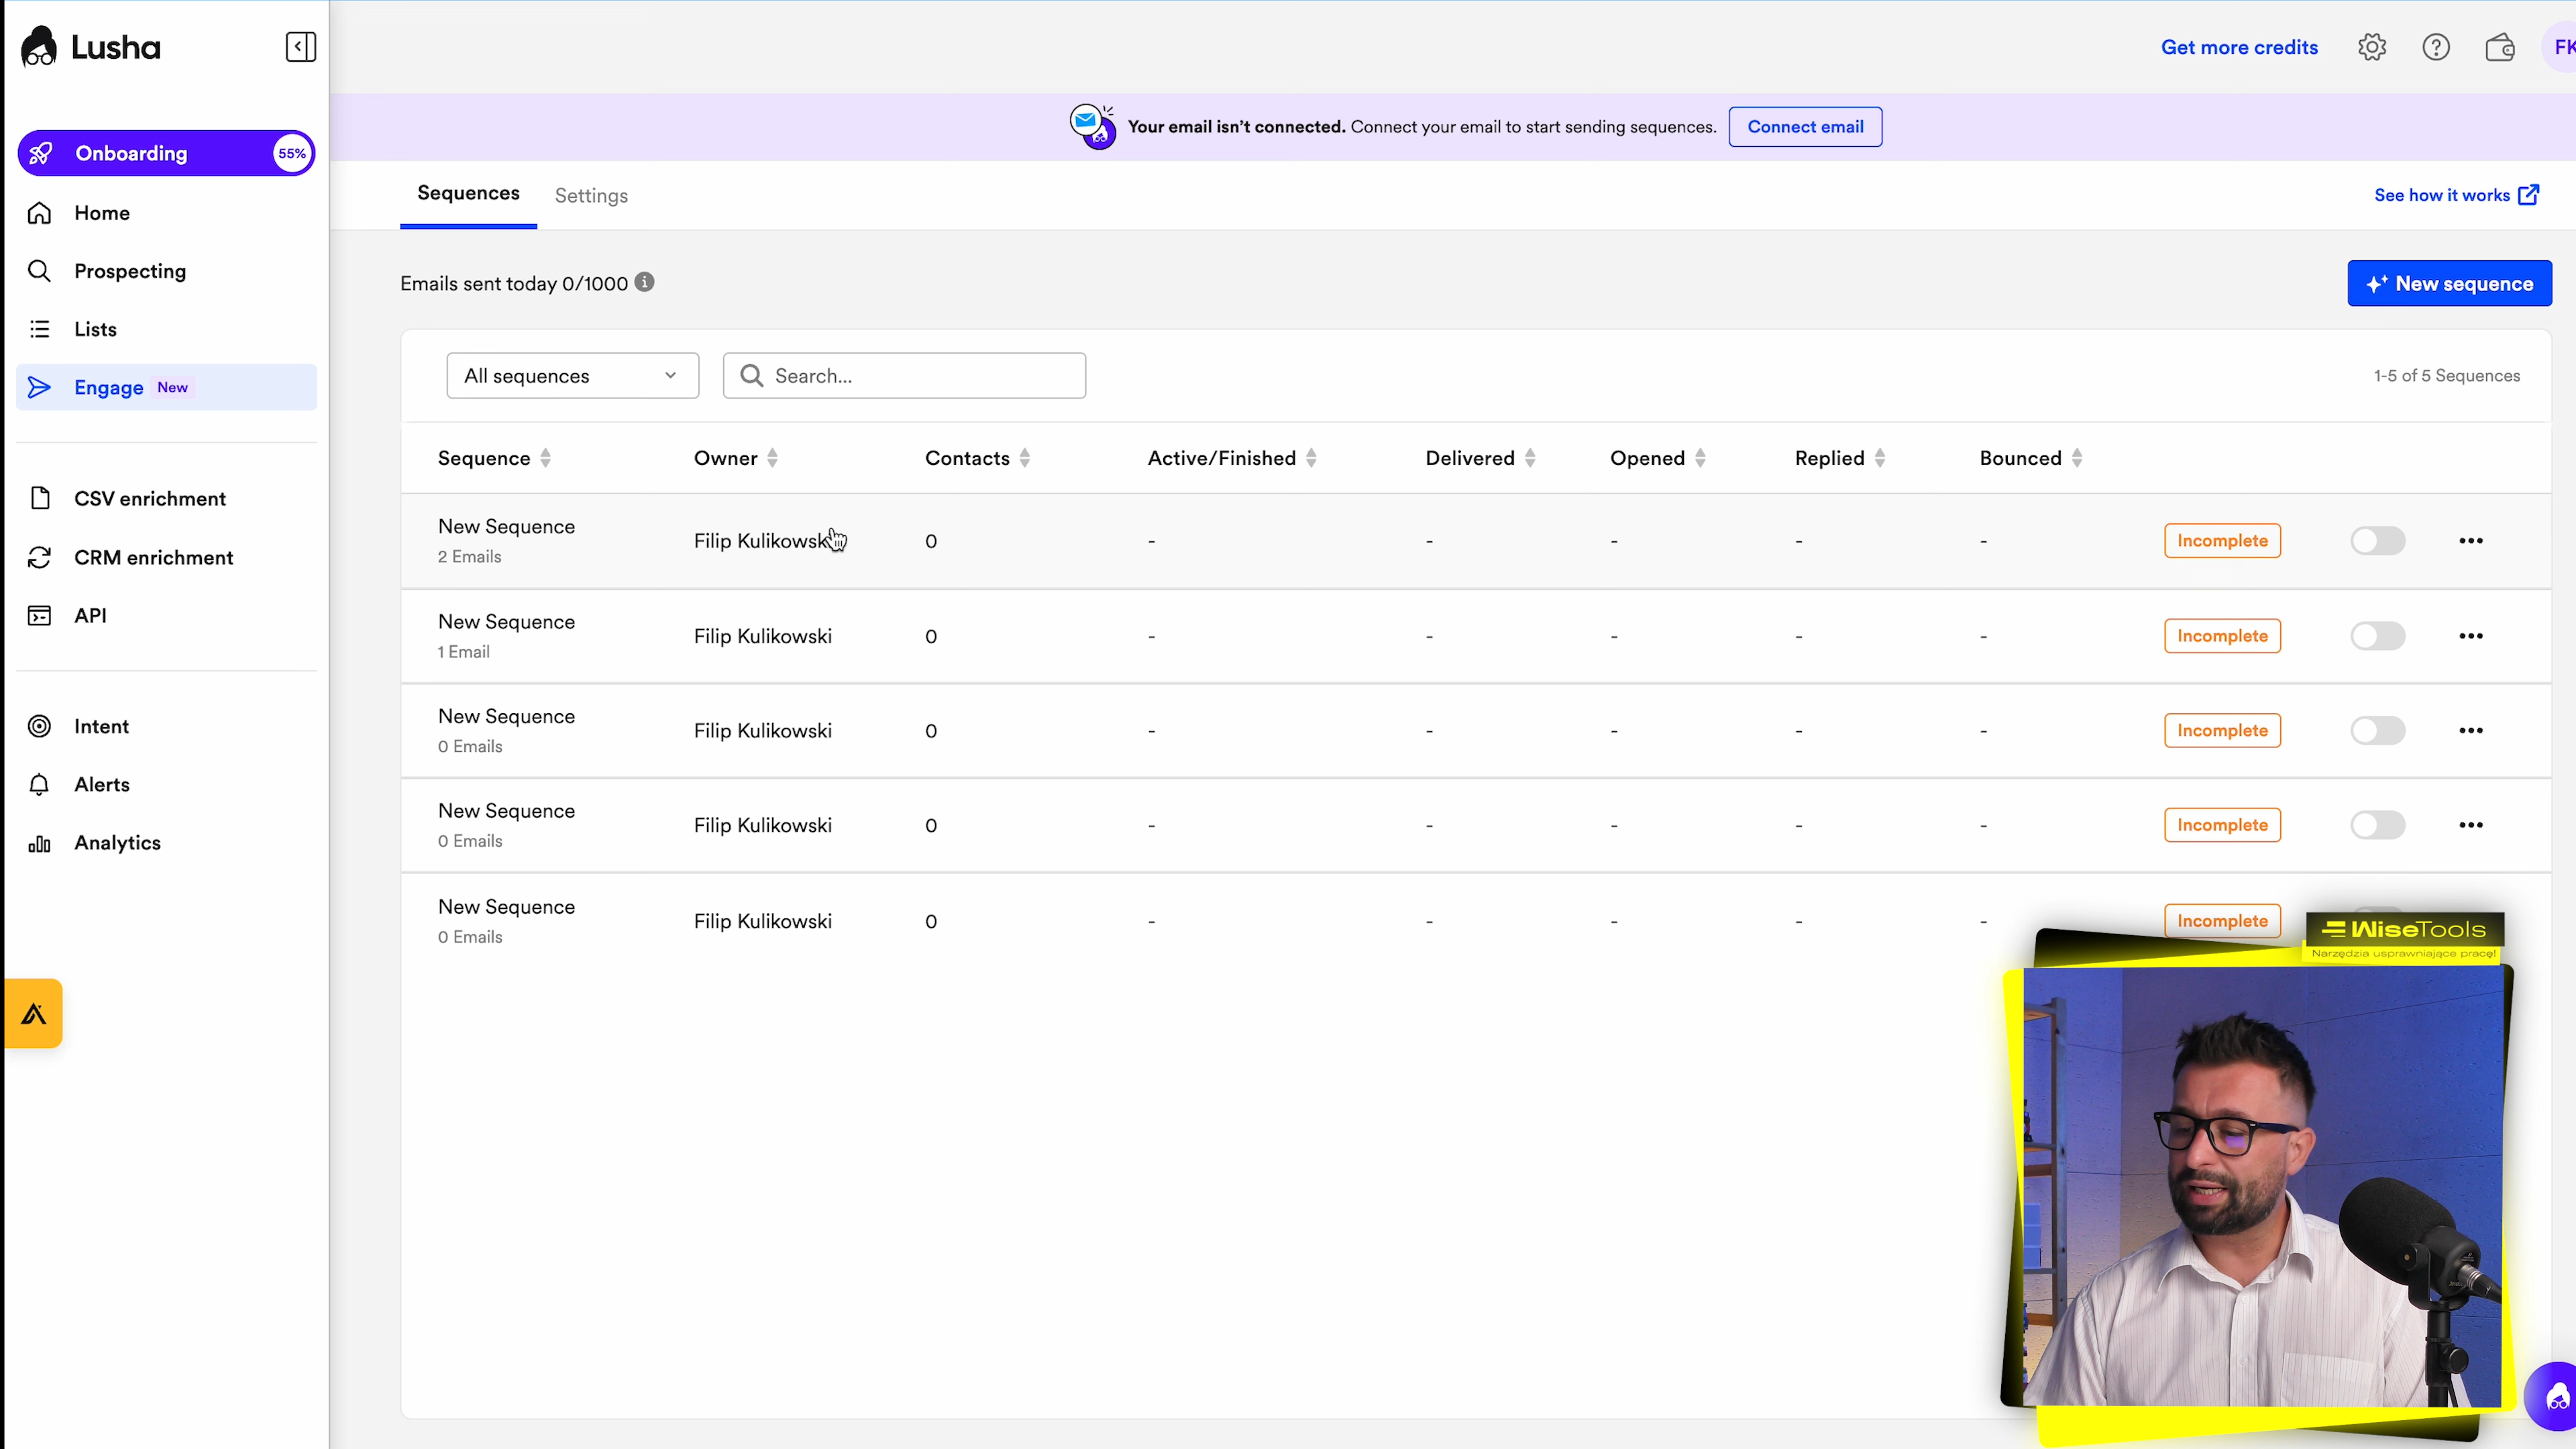 Lusha
Get more credits
FK
Your email isn't connected. Connect your email to start sending sequences.
Connect email
Onboarding
55%
Home
Prospecting
Lists
Engage New
CSV enrichment
CRM enrichment
API
Intent
Alerts
Analytics
Sequences
Settings
See how it works
Emails sent today 0/1000
New sequence
All sequences
Search...
1-5 of 5 Sequences
Sequence Owner Contacts Active/Finished Delivered Opened Replied Bounced
New Sequence
2 Emails
Filip Kulikowski 0 - - - - - Incomplete
New Sequence
1 Email
Filip Kulikowski 0 - - - - - Incomplete
New Sequence
0 Emails
Filip Kulikowski 0 - - - - - Incomplete
New Sequence
0 Emails
Filip Kulikowski 0 - - - - - Incomplete
New Sequence
0 Emails
Filip Kulikowski 0 - - - - - Incomplete
WiseTools
Narzędzia usprawniające pracę!